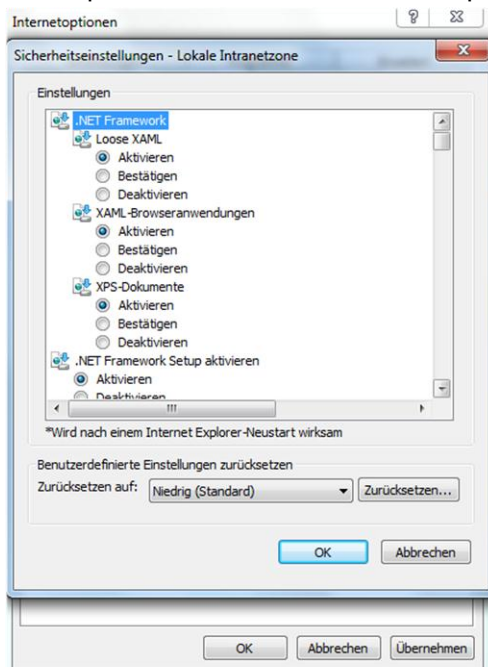 Internetoptionen
Sicherheitseinstellungen - Lokale Intranetzone
Einstellungen
.NET Framework
Loose XAML
Aktivieren
Bestätigen
Deaktivieren
XAML-Browseranwendungen
Aktivieren
Bestätigen
Deaktivieren
XPS-Dokumente
Aktivieren
Bestätigen
Deaktivieren
.NET Framework Setup aktivieren
Aktivieren
Deaktivieren
*Wird nach einem Internet Explorer-Neustart wirksam
Benutzerdefinierte Einstellungen zurücksetzen
Zurücksetzen auf: Niedrig (Standard) Zurücksetzen...
OK Abbrechen
OK Abbrechen Übernehmen